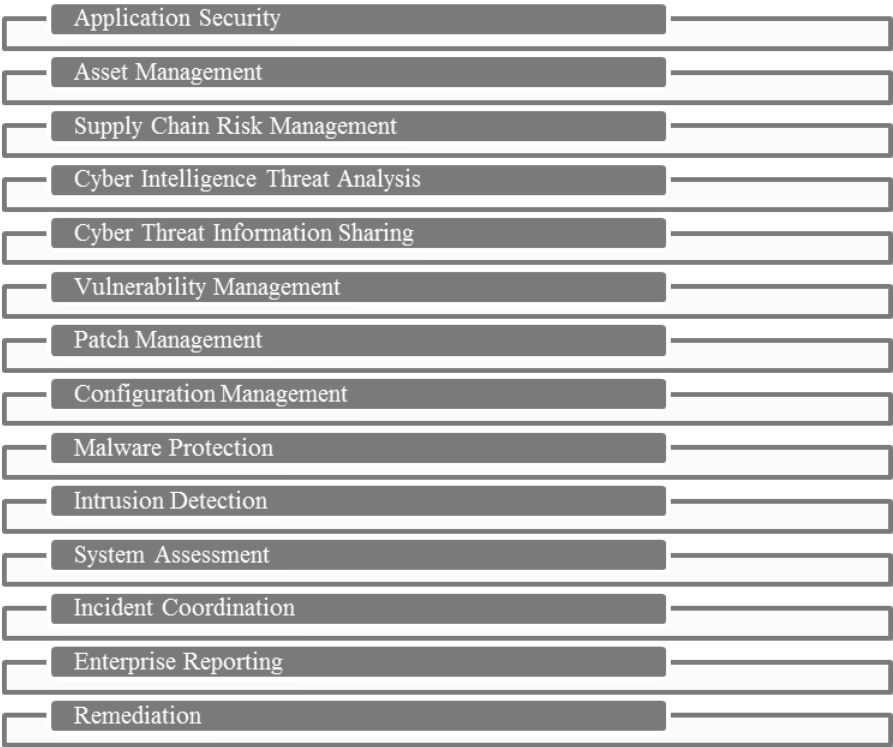 Application Security
Asset Management
Supply Chain Risk Management
Cyber Intelligence Threat Analysis
Cyber Threat Information Sharing
Vulnerability Management
Patch Management
Configuration Management
Malware Protection
Intrusion Detection
System Assessment
Incident Coordination
Enterprise Reporting
Remediation